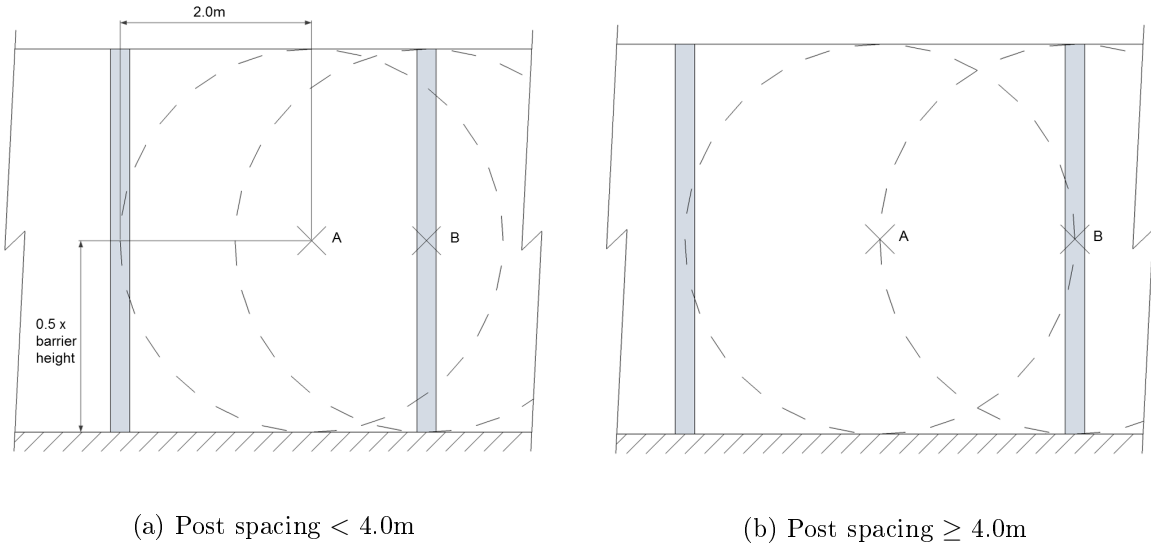 2.0m
A
B
0.5 x
barrier
height
A
B
(a) Post spacing < 4.0m
(b) Post spacing ≥ 4.0m